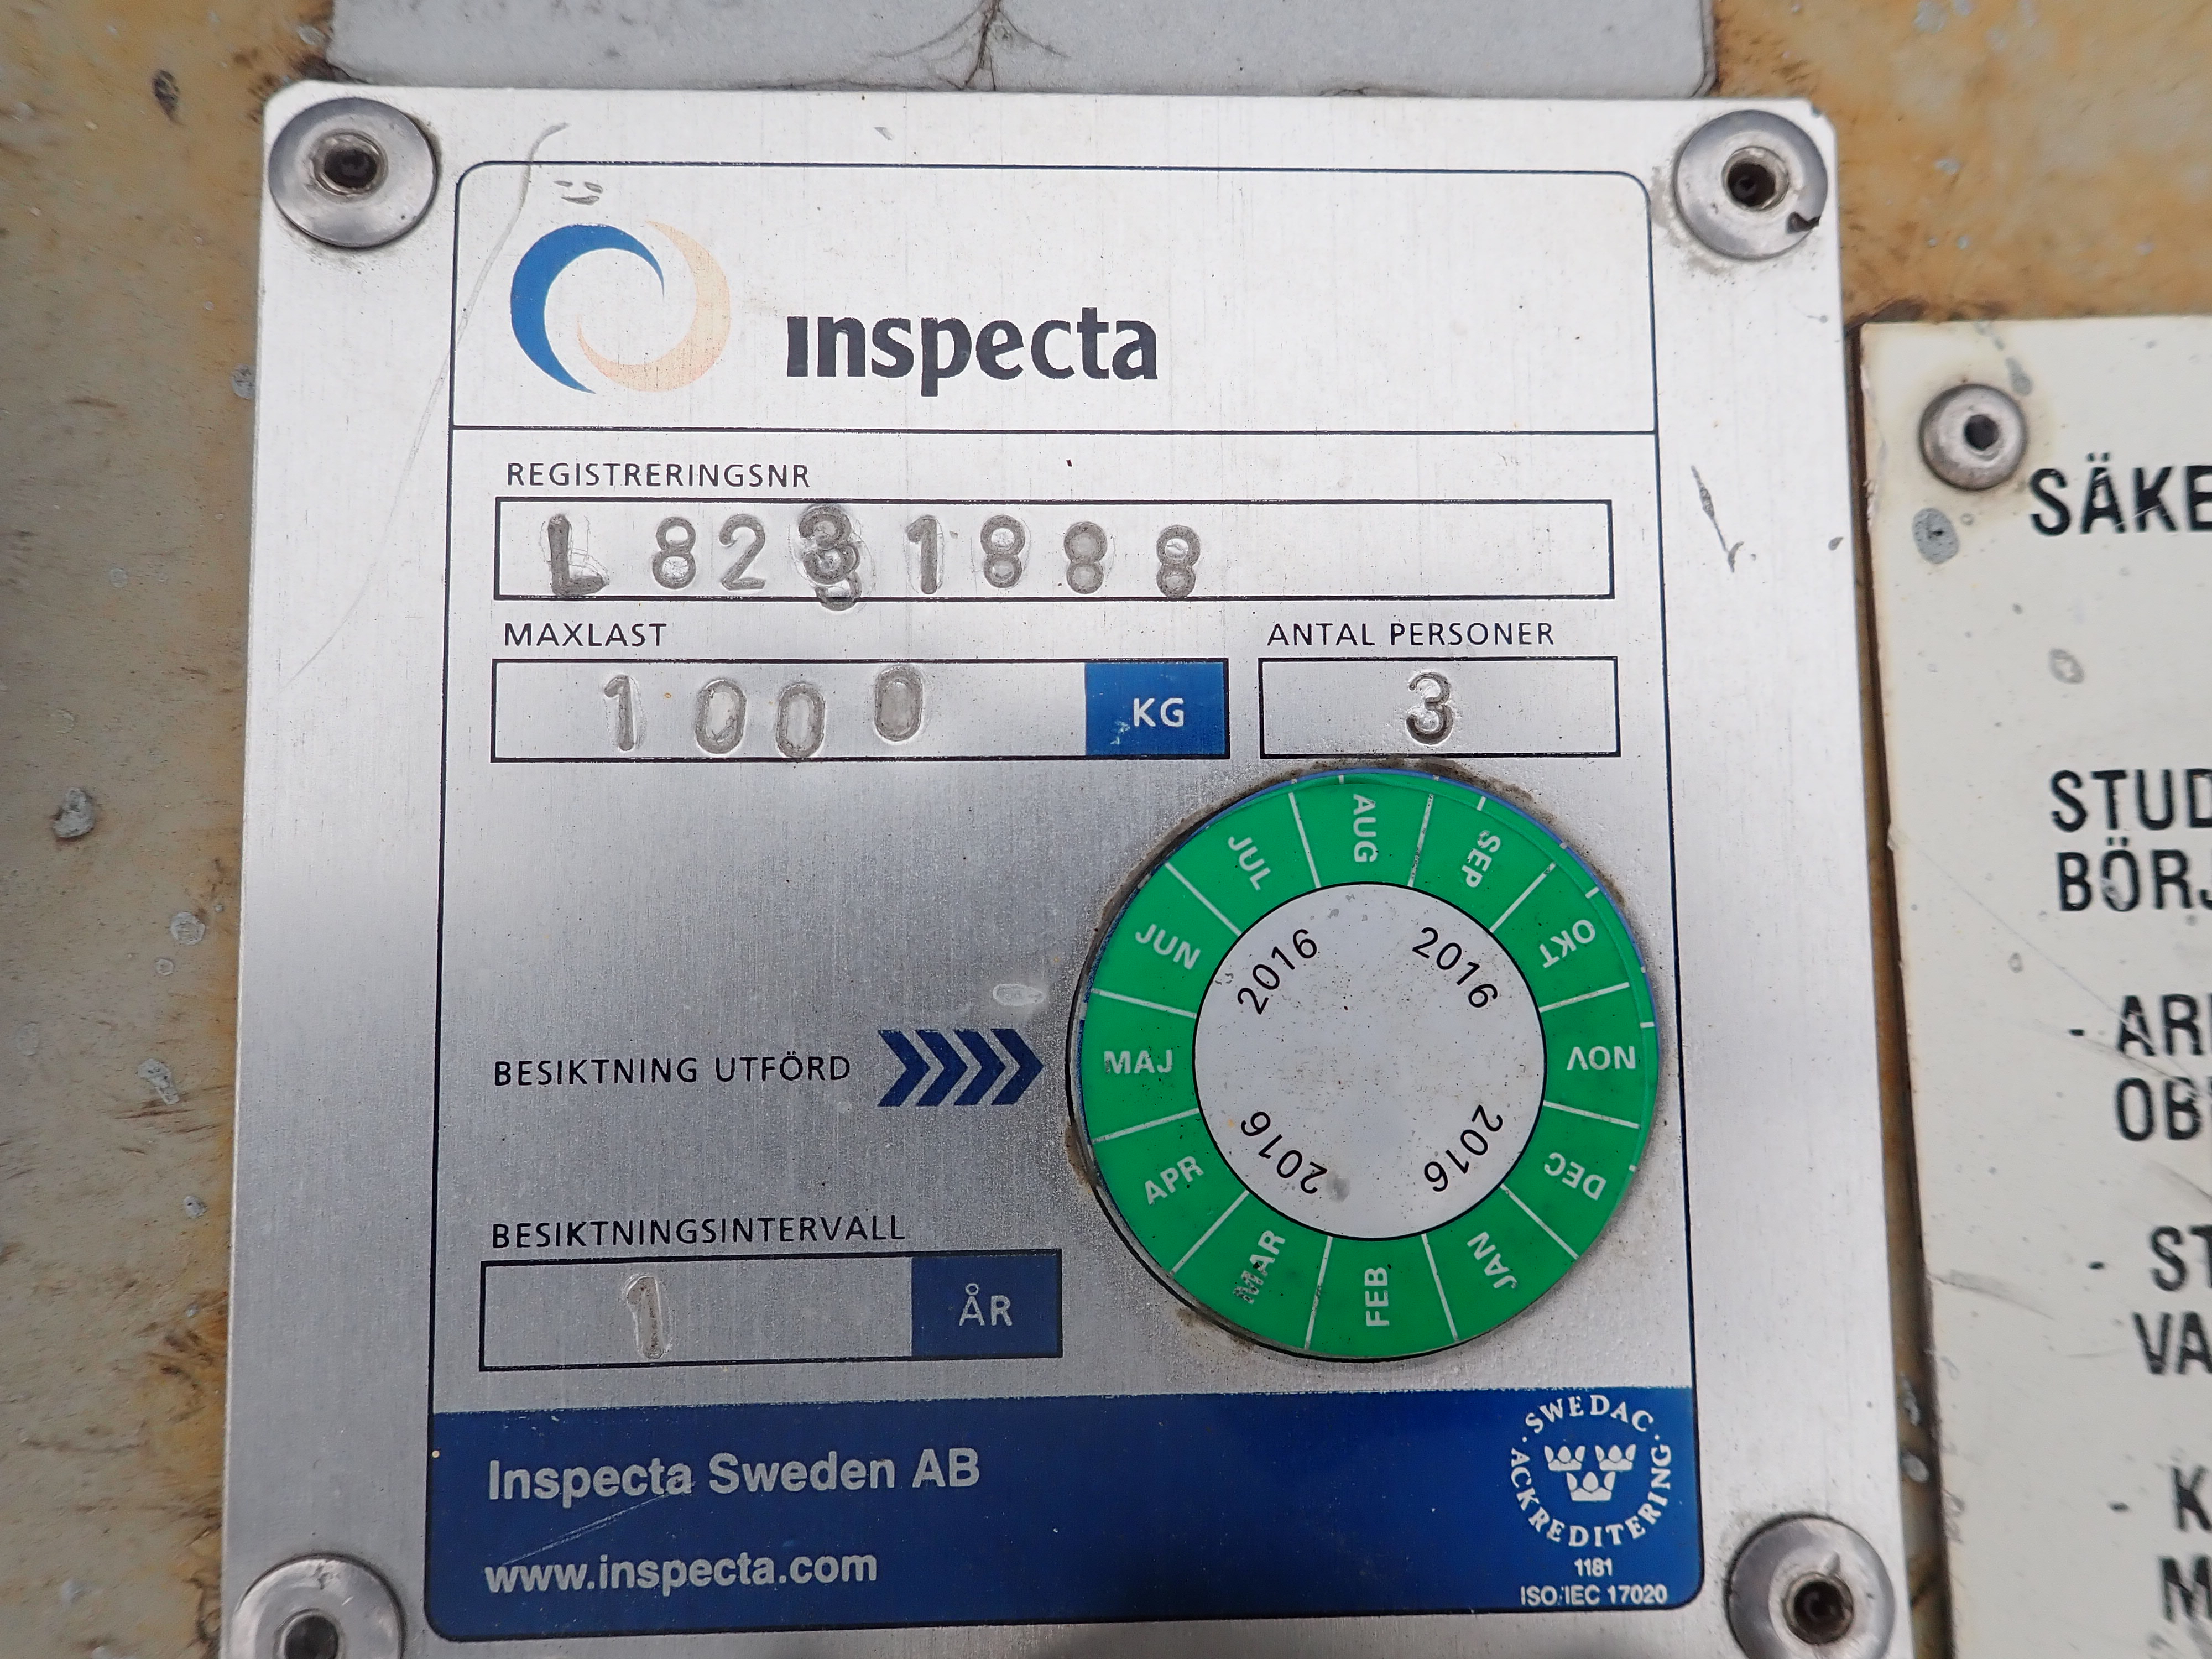 inspecta
REGISTRERINGSNR
L 8231888
MAXLAST
ANTAL PERSONER
1000 KG
3
BESIKTNING UTFÖRD
JAN FEB MAR APR MAJ JUN JUL AUG SEP OKT NOV DEC
2016 2016 2016 2016
BESIKTNINGSINTERVALL
1 ÅR
Inspecta Sweden AB
www.inspecta.com
· SWEDAC · ACKREDITERING
1181
ISO/IEC 17020
SÄKE
STUD
BÖRJ
- ARB
OB
- ST
VA
- K
M